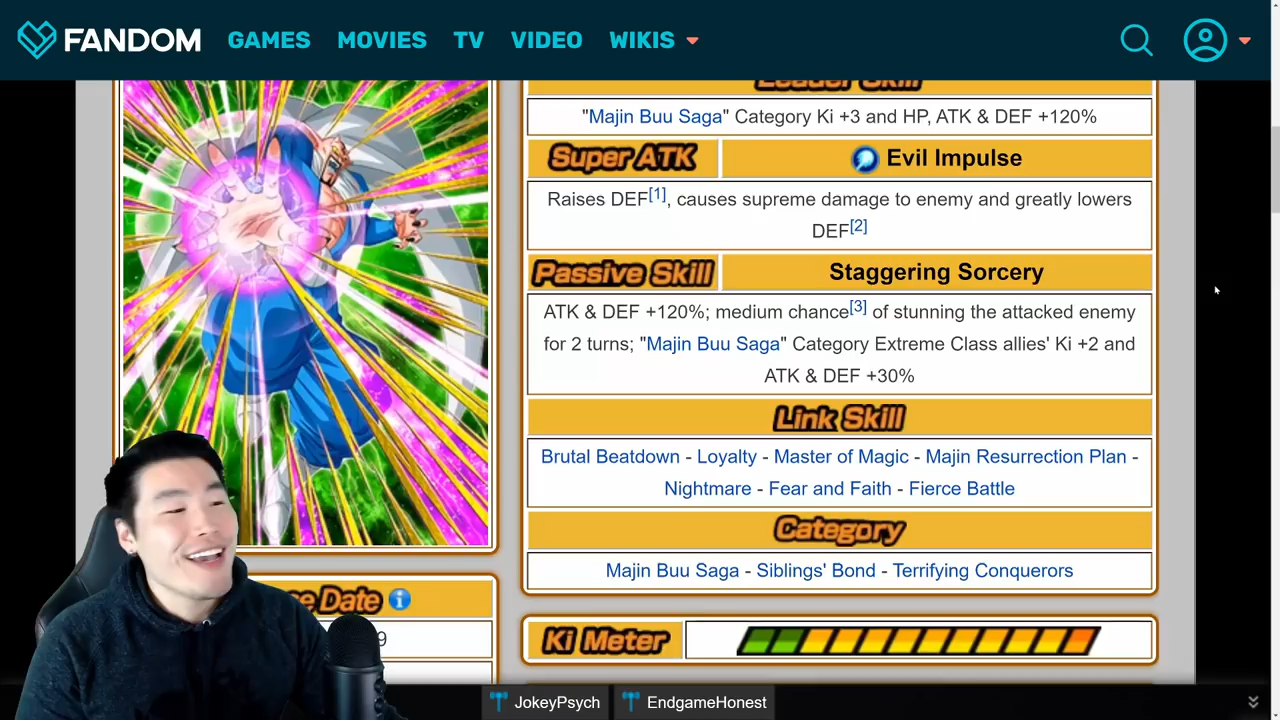 FANDOM GAMES MOVIES TV VIDEO WIKIS
Leader Skill
"Majin Buu Saga" Category Ki +3 and HP, ATK & DEF +120%
Super ATK Evil Impulse
Raises DEF[1], causes supreme damage to enemy and greatly lowers
DEF[2]
Passive Skill Staggering Sorcery
ATK & DEF +120%; medium chance[3] of stunning the attacked enemy
for 2 turns; "Majin Buu Saga" Category Extreme Class allies' Ki +2 and
ATK & DEF +30%
Link Skill
Brutal Beatdown - Loyalty - Master of Magic - Majin Resurrection Plan -
Nightmare - Fear and Faith - Fierce Battle
Category
Majin Buu Saga - Siblings' Bond - Terrifying Conquerors
Date
9
Ki Meter
JokeyPsych EndgameHonest